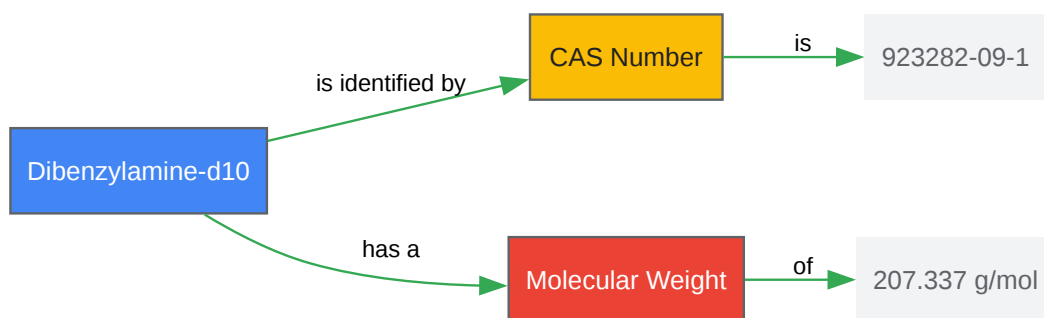 CAS Number
is
923282-09-1
is identified by
Dibenzylamine-d10
has a
Molecular Weight
of
207.337 g/mol